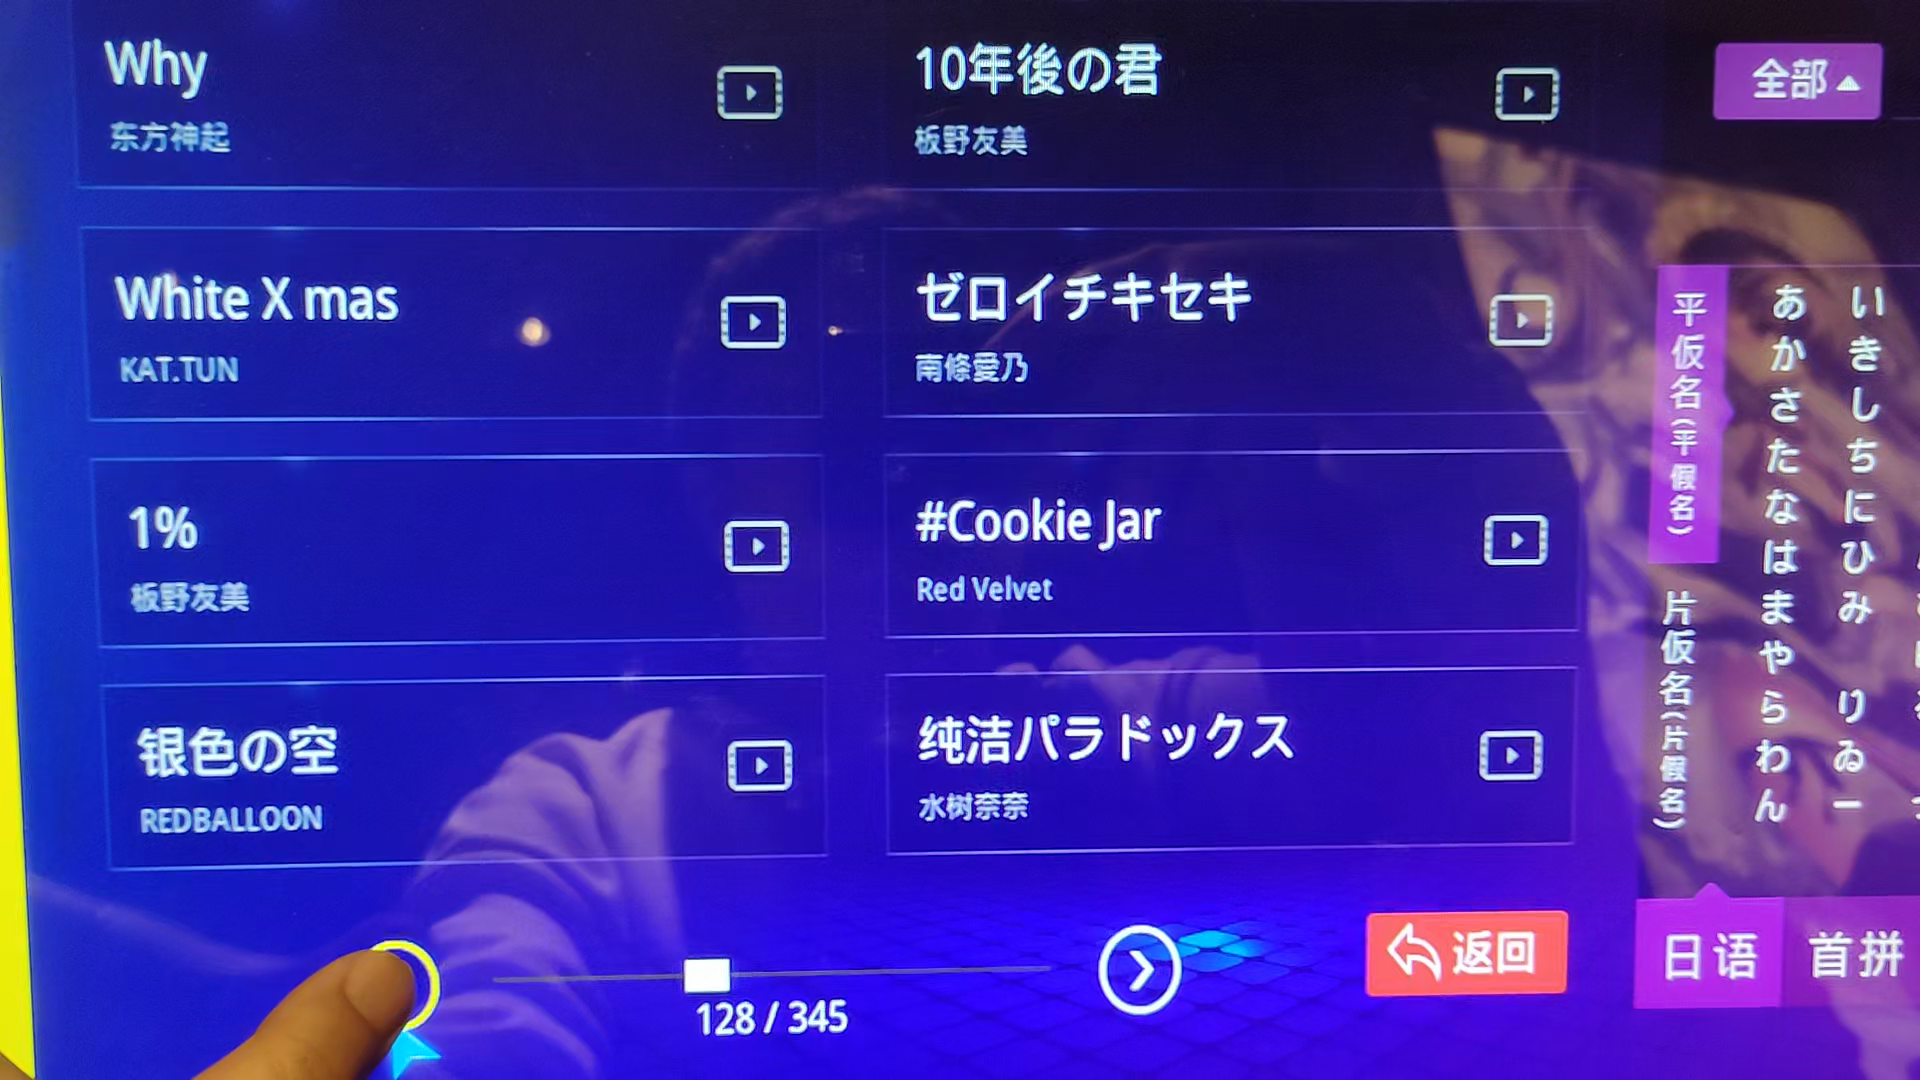 Why
东方神起
10年後の君
板野友美
White X mas
KAT.TUN
ゼロイチキセキ
南條愛乃
1%
板野友美
#Cookie Jar
Red Velvet
银色の空
REDBALLOON
纯洁パラドックス
水树奈奈
128 / 345
返回
全部
平仮名(平假名)
片仮名(片假名)
あかさたなはまやらわん
いきしちにひみ りゐー
日语
首拼